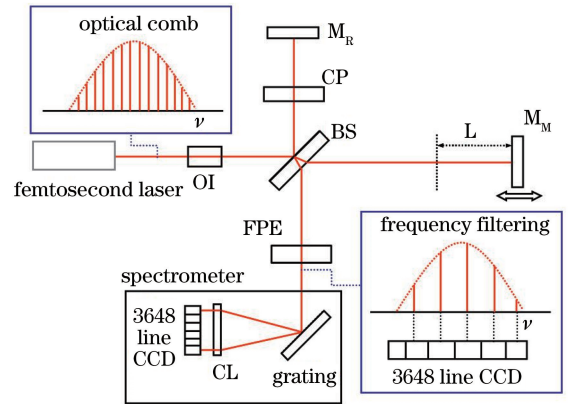 optical comb
ν
femtosecond laser
OI
M_R
CP
BS
L
M_M
FPE
spectrometer
3648
line
CCD
CL
grating
frequency filtering
ν
3648 line CCD